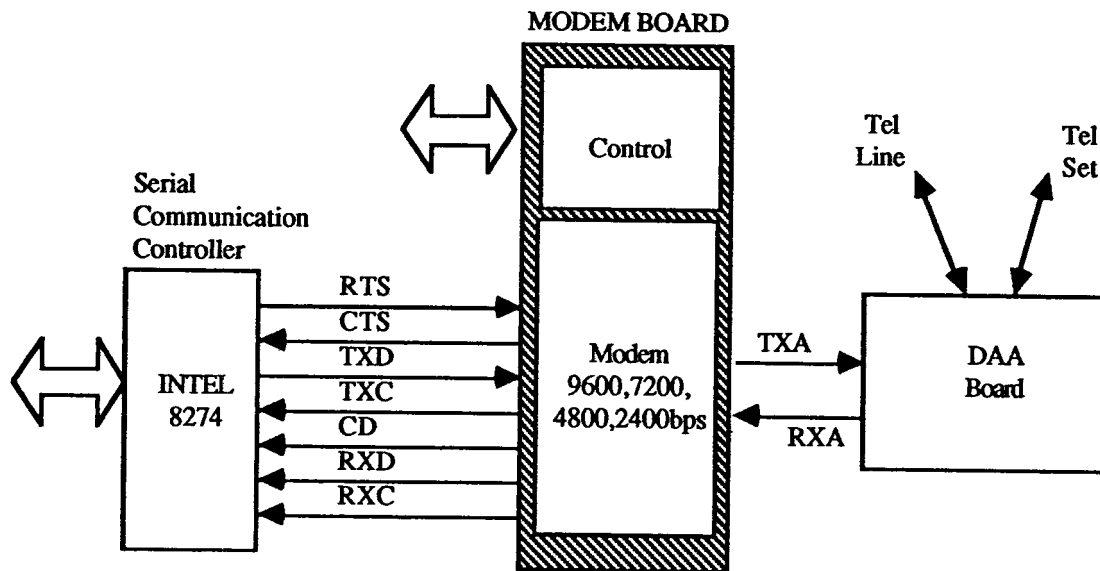 MODEM BOARD
Control
Tel
Line
Tel
Set
Serial
Communication
Controller
RTS
CTS
TXD
TXC
CD
RXD
RXC
INTEL
8274
Modem
9600,7200,
4800,2400bps
TXA
RXA
DAA
Board